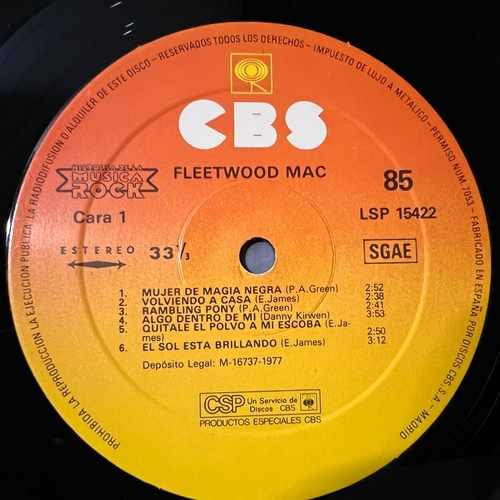 PROHIBIDA LA REPRODUCCION LA EJECUCION PUBLICA LA RADIODIFUSION O ALQUILER DE ESTE DISCO - RESERVADOS TODOS LOS DERECHOS - IMPUESTO DE LUJO A METALICO - PERMISO NUM. 7053 - FABRICADO EN ESPAÑA POR DISCOS CBS, S.A. - MADRID
CBS
FLEETWOOD MAC
HISTORIA DE LA
MUSICA
ROCK
85
Cara 1
LSP 15422
ESTEREO 33⅓
SGAE
1. MUJER DE MAGIA NEGRA (P.A.Green) 2:52
2. VOLVIENDO A CASA (E.James) 2:38
3. RAMBLING PONY (P.A.Green) 2:41
4. ALGO DENTRO DE MI (Danny Kirwen) 3:53
5. QUITALE EL POLVO A MI ESCOBA (E.Ja-
mes) 2:50
6. EL SOL ESTA BRILLANDO (E.James) 3:12
Depósito Legal: M-16737-1977
CSP Un Servicio de
Discos CBS
PRODUCTOS ESPECIALES CBS